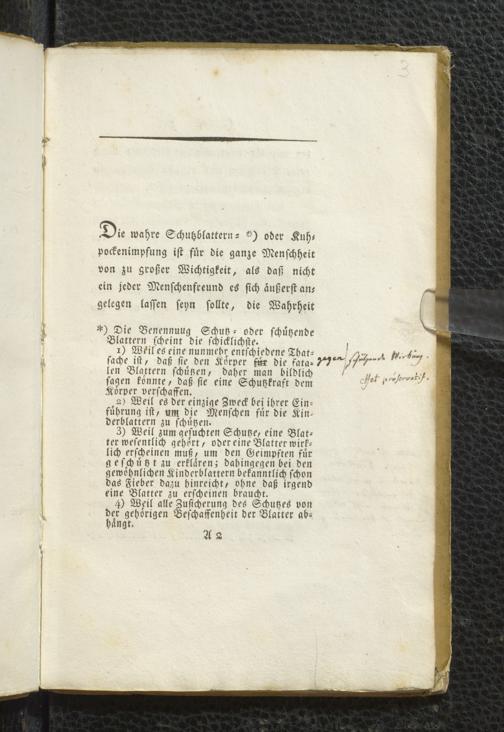 3
Die wahre Schutzblattern- *) oder Kuh-
pockenimpfung ist für die ganze Menschheit
von zu großer Wichtigkeit, als daß nicht
ein jeder Menschenfreund es sich äußerst an-
gelegen lassen seyn sollte, die Wahrheit
*) Die Benennuug Schutz- oder schützende
Blattern scheint die schicklichste.
1) Weil es eine nunmehr entschiedene That-
sache ist, daß sie den Körper für die fata-
len Blattern schützen, daher man bildlich
sagen könnte, daß sie eine Schutzkraft dem
Körper verschaffen.
gegen / schützende Wirkung.
2) Weil es der einzige Zweck bei ihrer Ein-
führung ist, um die Menschen für die Kin-
derblattern zu schützen.
3) Weil zum gesuchten Schutze, eine Blat-
ter wesentlich gehört, oder eine Blatter wirk-
lich erscheinen muß, um den Geimpften für
geschützt zu erklären; dahingegen bei den
gewöhnlichen Kinderblattern bekanntlich schon
das Fieber dazu hinreicht, ohne daß irgend
eine Blatter zu erscheinen braucht.
4) Weil alle Zusicherung des Schutzes von
der gehörigen Beschaffenheit der Blatter ab-
hängt.
A 2